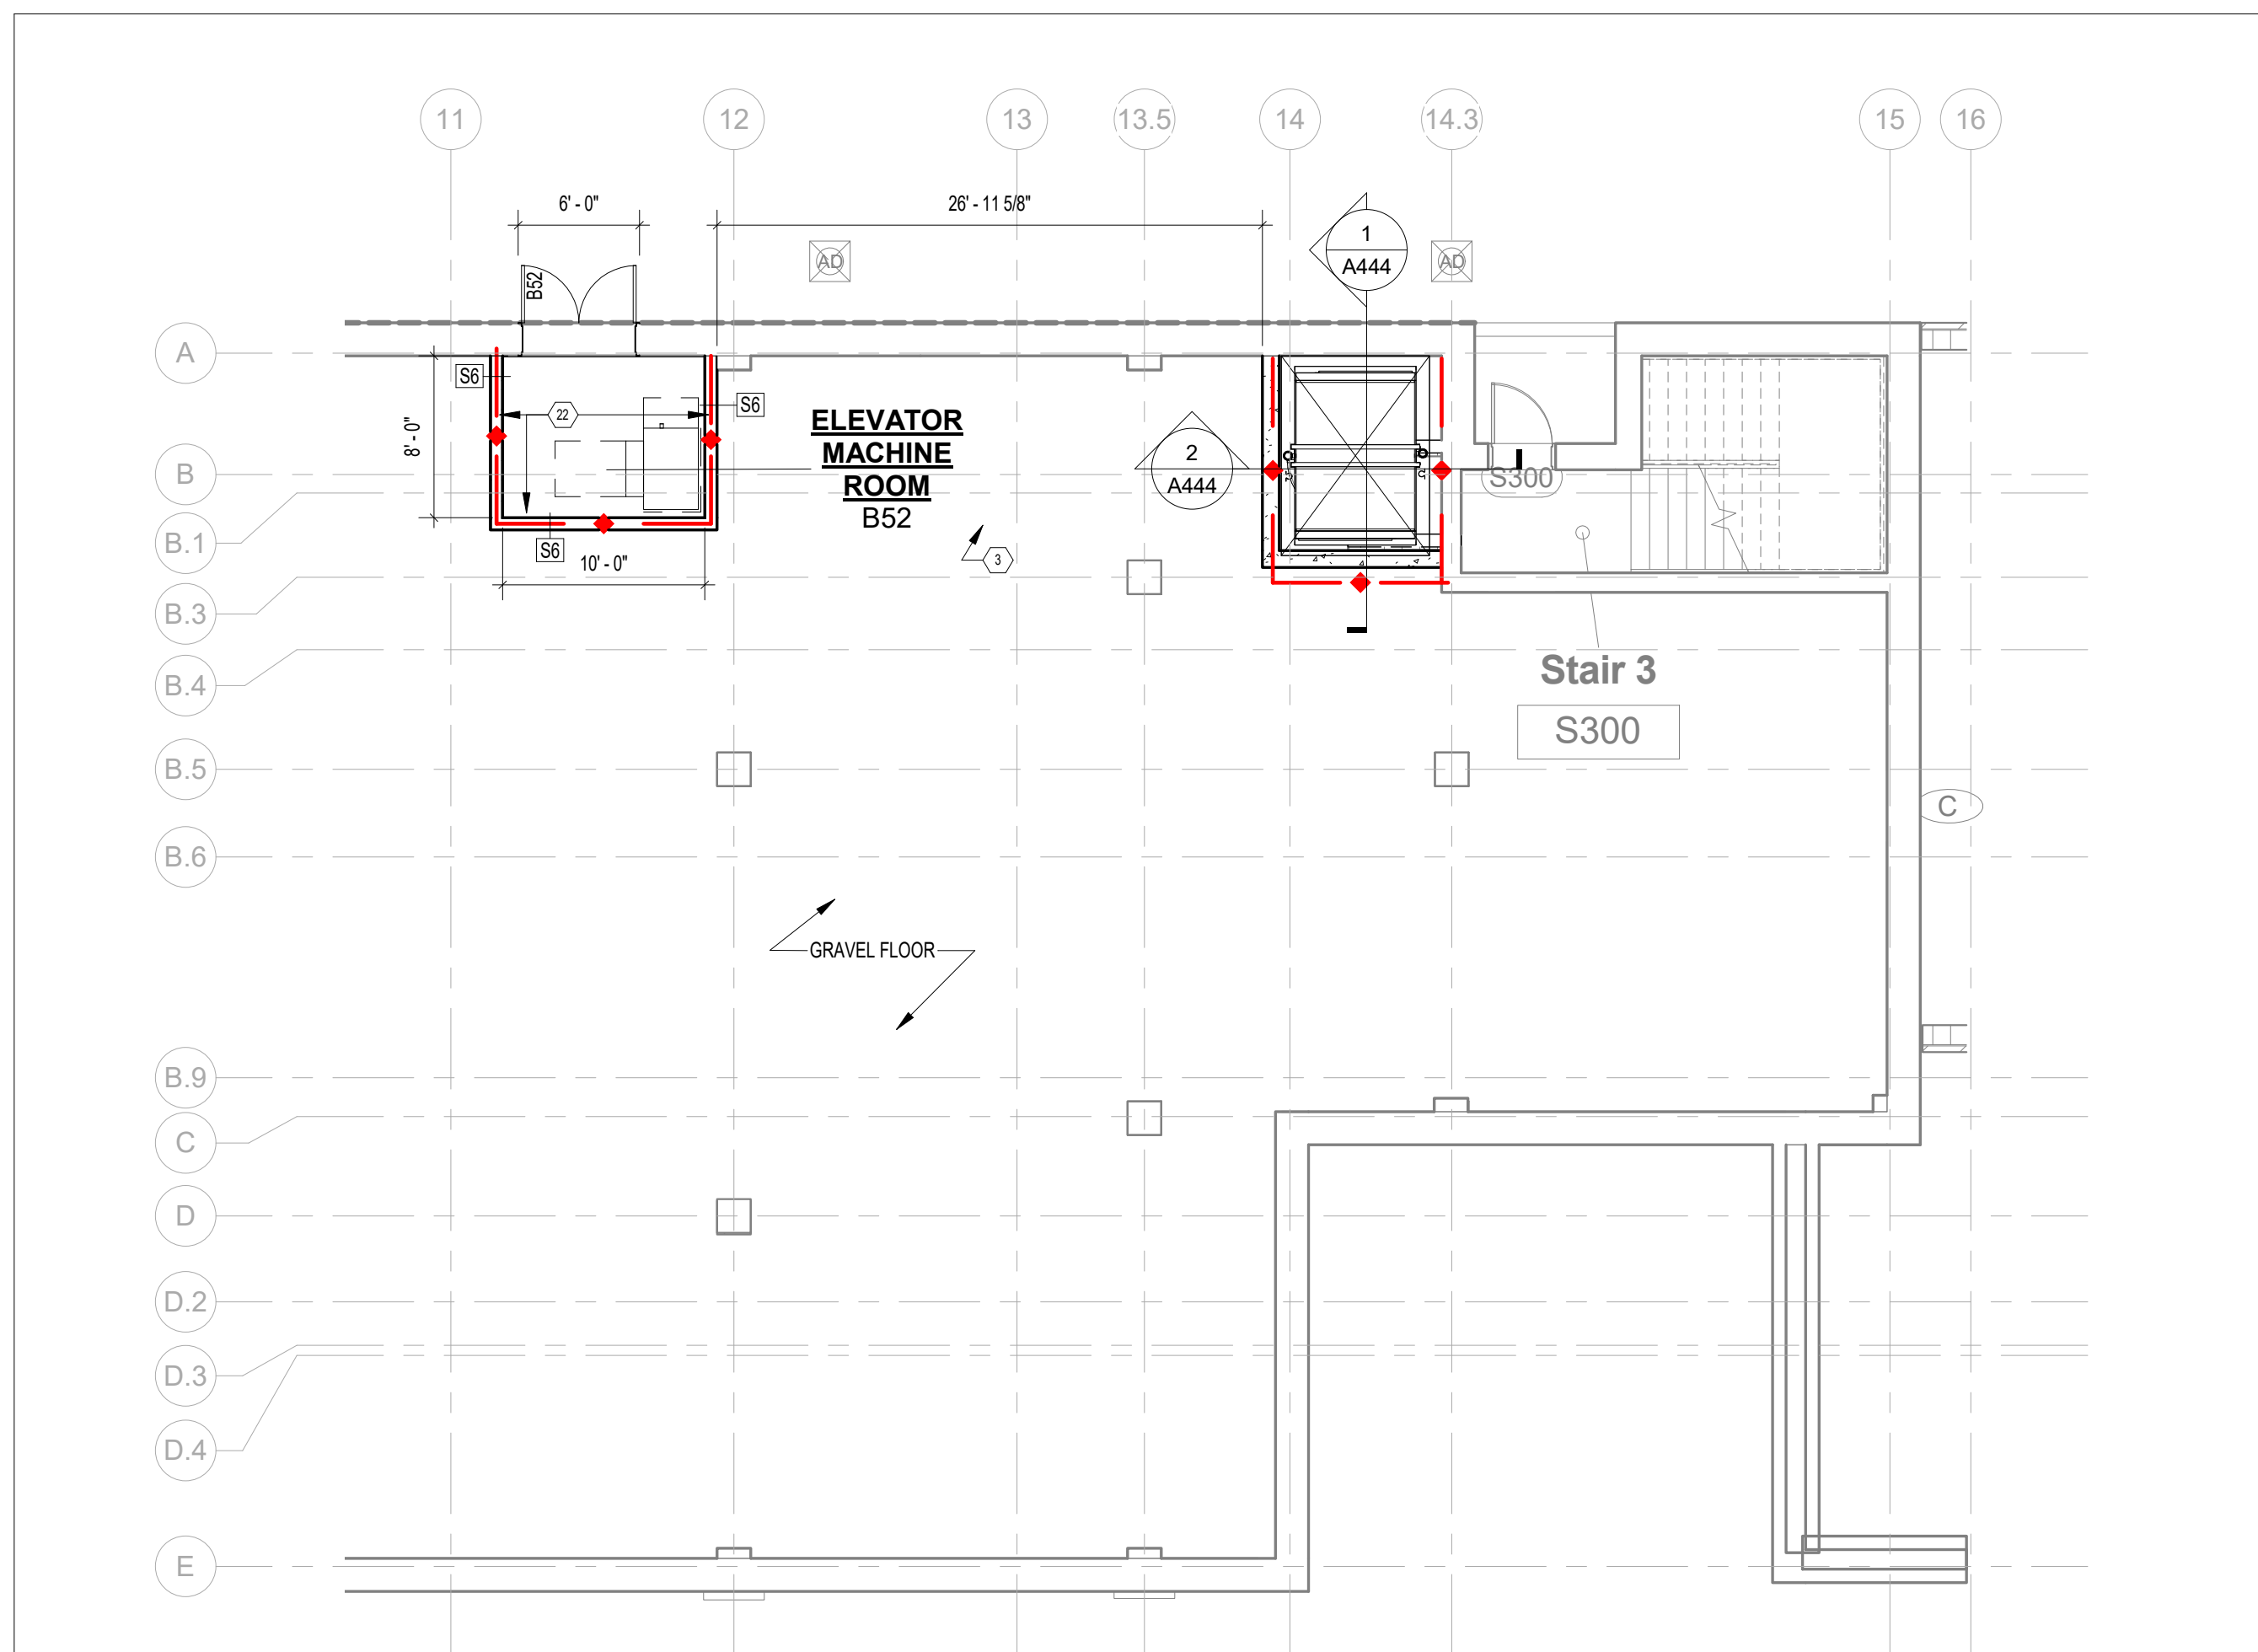 11
12
13
13.5
14
14.3
15
16
6' - 0"
26' - 11 5/8"
1
A444
AD
AD
B52
A
S6
S6
22
8' - 0"
ELEVATOR
MACHINE
ROOM
B52
2
A444
B
S300
B.1
S6
10' - 0"
3
B.3
Stair 3
B.4
S300
B.5
C
B.6
GRAVEL FLOOR
B.9
C
D
D.2
D.3
D.4
E